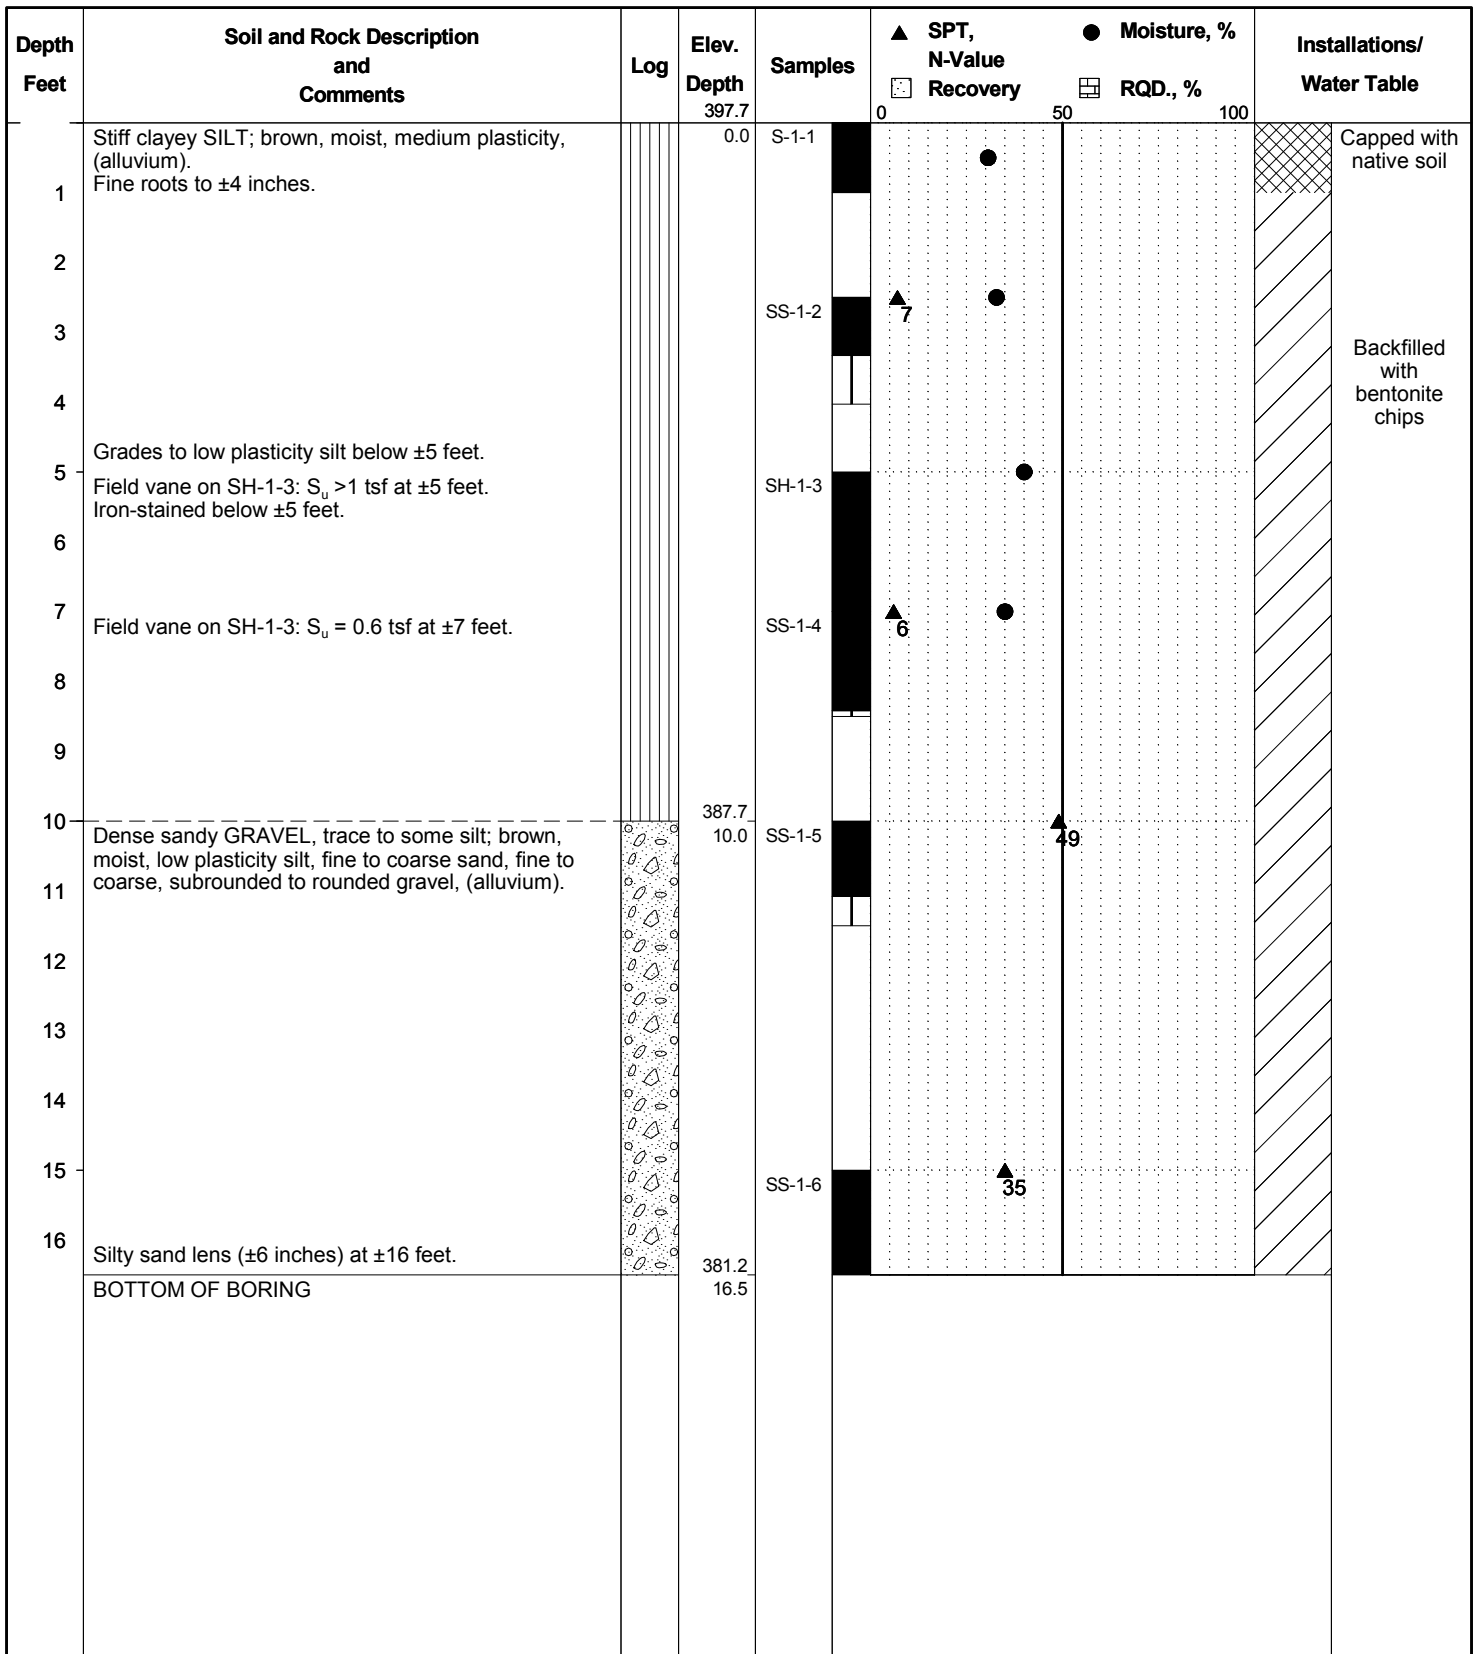 Depth
Feet
Soil and Rock Description
and
Comments
Log
Elev.
Depth
397.7
Samples
SPT,
N-Value
Moisture, %
Recovery
RQD., %
0 50 100
Installations/
Water Table
Stiff clayey SILT; brown, moist, medium plasticity,
(alluvium).
Fine roots to ±4 inches.
0.0
S-1-1
Capped with
native soil
1
2
SS-1-2
7
3
Backfilled
with
bentonite
chips
4
Grades to low plasticity silt below ±5 feet.
5
Field vane on SH-1-3: Su >1 tsf at ±5 feet.
SH-1-3
Iron-stained below ±5 feet.
6
7
Field vane on SH-1-3: Su = 0.6 tsf at ±7 feet.
SS-1-4
6
8
9
387.7
10
Dense sandy GRAVEL, trace to some silt; brown,
moist, low plasticity silt, fine to coarse sand, fine to
coarse, subrounded to rounded gravel, (alluvium).
10.0
SS-1-5
49
11
12
13
14
15
SS-1-6
35
16
Silty sand lens (±6 inches) at ±16 feet.
381.2
BOTTOM OF BORING
16.5